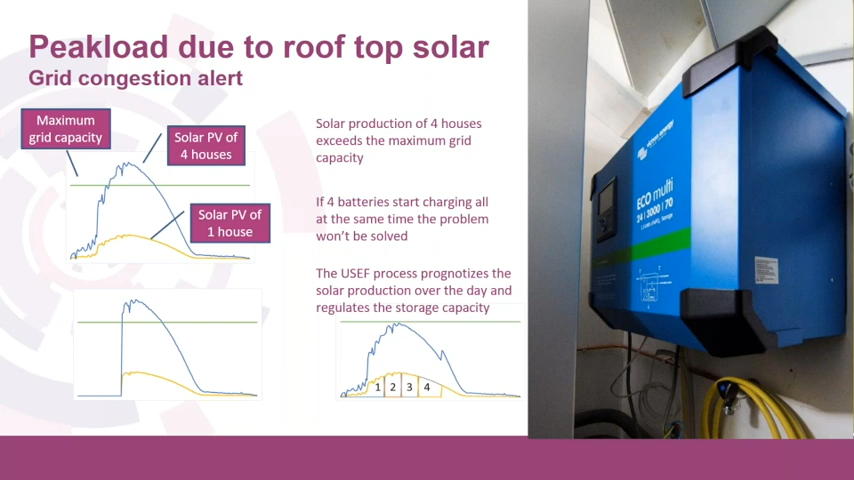 Peakload due to roof top solar
Grid congestion alert
Maximum
grid capacity
Solar PV of
4 houses
Solar PV of
1 house
Solar production of 4 houses
exceeds the maximum grid
capacity
If 4 batteries start charging all
at the same time the problem
won't be solved
The USEF process prognotizes the
solar production over the day and
regulates the storage capacity
1 2 3 4
victron energy
ECO multi
24 | 3000 | 70